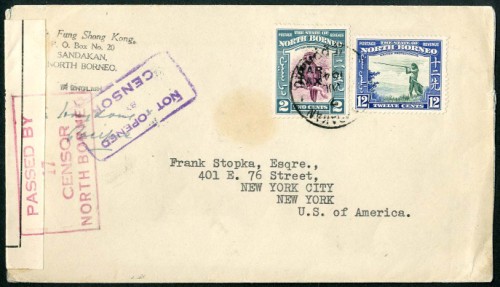 Fung Shong Kong,
P. O. Box No. 20
SANDAKAN,
NORTH BORNEO.
NOT OPENED
CENSOR
PASSED BY
17
CENSOR
NORTH BORNEO
POSTAGE REVENUE
THE STATE OF
NORTH BORNEO
2 2
TWO CENTS
POSTAGE REVENUE
THE STATE OF
NORTH BORNEO
12 12
TWELVE CENTS
Frank Stopka, Esqre.,
401 E. 76 Street,
NEW YORK CITY
NEW YORK
U.S. of America.